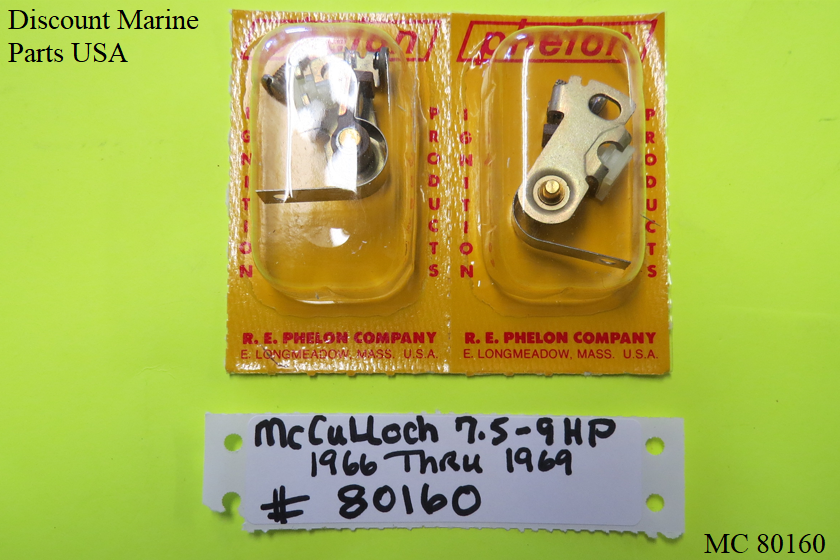 Discount Marine
Parts USA
phelon
phelon
IGNITION
PRODUCTS
IGNITION
PRODUCTS
R. E. PHELON COMPANY
E. LONGMEADOW, MASS. U.S.A.
R. E. PHELON COMPANY
E. LONGMEADOW, MASS. U.S.A.
McCulloch 7.5-9HP
1966 Thru 1969
# 80160
MC 80160